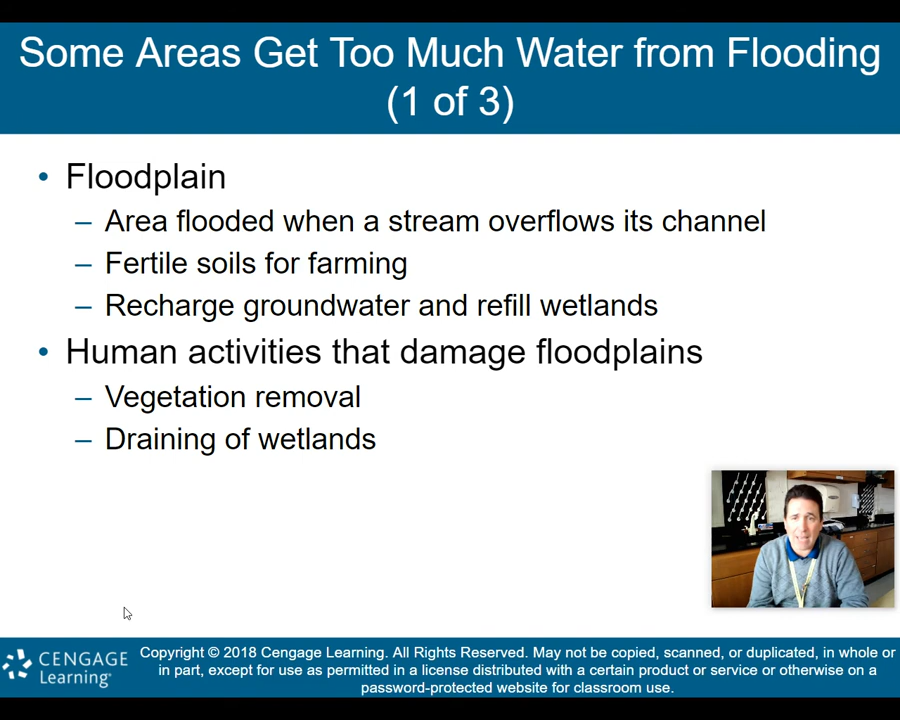 Some Areas Get Too Much Water from Flooding
(1 of 3)
• Floodplain
– Area flooded when a stream overflows its channel
– Fertile soils for farming
– Recharge groundwater and refill wetlands
• Human activities that damage floodplains
– Vegetation removal
– Draining of wetlands
CENGAGE
Learning™
Copyright © 2018 Cengage Learning. All Rights Reserved. May not be copied, scanned, or duplicated, in whole or
in part, except for use as permitted in a license distributed with a certain product or service or otherwise on a
password-protected website for classroom use.